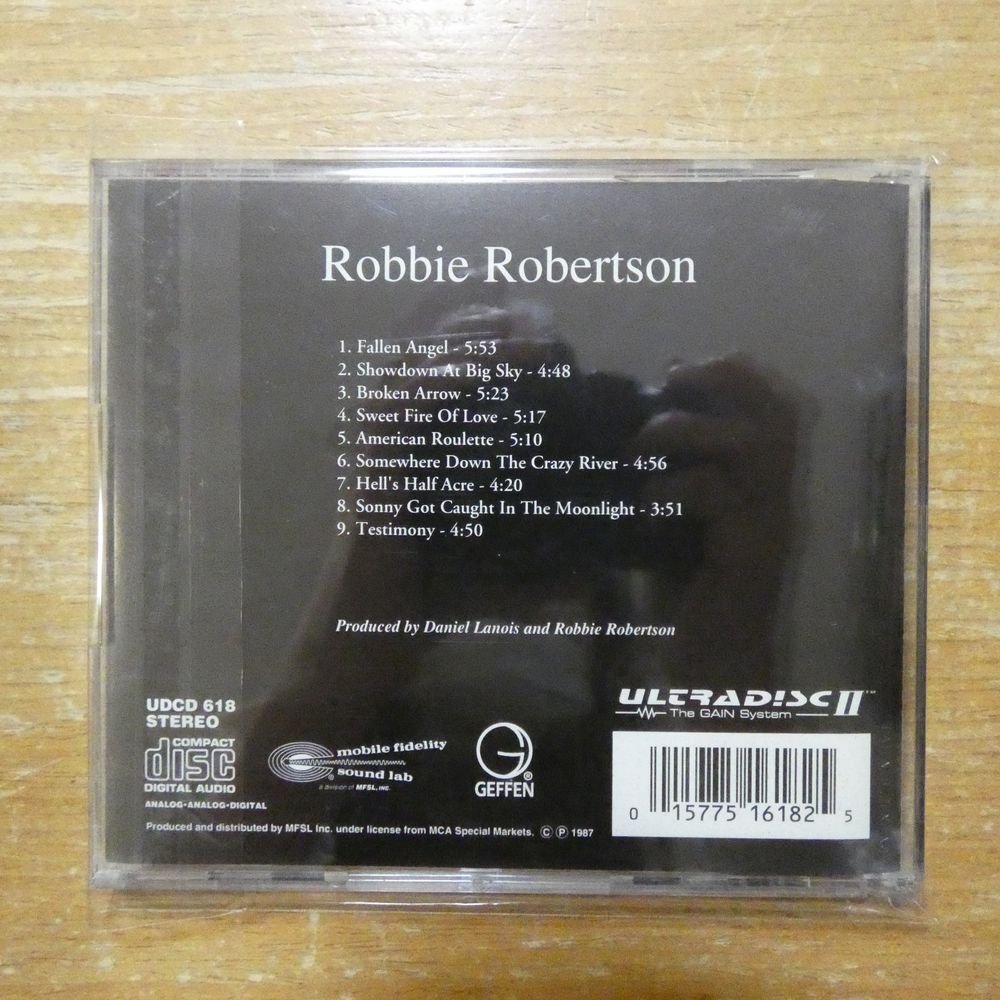 Robbie Robertson
1. Fallen Angel - 5:53
2. Showdown At Big Sky - 4:48
3. Broken Arrow - 5:23
4. Sweet Fire Of Love - 5:17
5. American Roulette - 5:10
6. Somewhere Down The Crazy River - 4:56
7. Hell's Half Acre - 4:20
8. Sonny Got Caught In The Moonlight - 3:51
9. Testimony - 4:50
Produced by Daniel Lanois and Robbie Robertson
UDCD 618
STEREO
COMPACT
disc
DIGITAL AUDIO
ANALOG•ANALOG•DIGITAL
mobile fidelity
sound lab
®
a division of MFSL, INC.
GEFFEN®
ULTRADISC II™
The GAIN System
0 15775 16182 5
Produced and distributed by MFSL Inc. under license from MCA Special Markets. © ℗ 1987